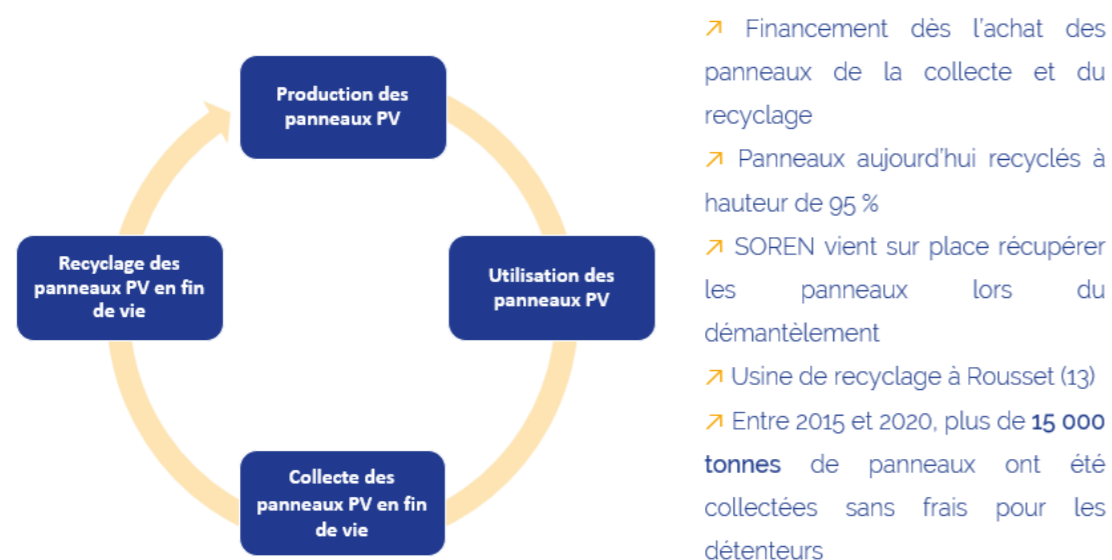 Production des
panneaux PV
Utilisation des
panneaux PV
Collecte des
panneaux PV en fin
de vie
Recyclage des
panneaux PV en fin
de vie
↗ Financement dès l'achat des
panneaux de la collecte et du
recyclage
↗ Panneaux aujourd'hui recyclés à
hauteur de 95 %
↗ SOREN vient sur place récupérer
les panneaux lors du
démantèlement
↗ Usine de recyclage à Rousset (13)
↗ Entre 2015 et 2020, plus de 15 000
tonnes de panneaux ont été
collectées sans frais pour les
détenteurs